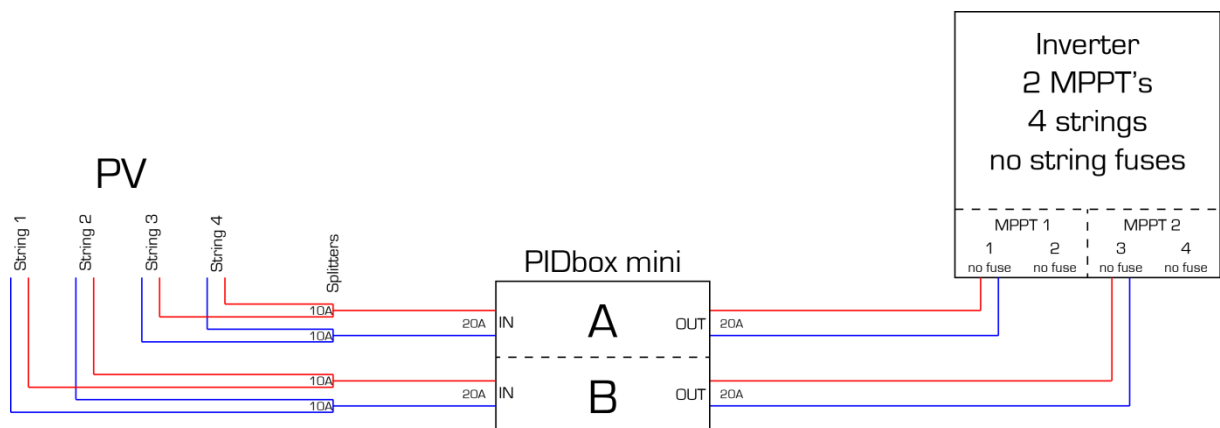 Inverter
2 MPPT's
4 strings
no string fuses
PV
String 1
String 2
String 3
String 4
Splitters
MPPT 1
MPPT 2
1
2
3
4
no fuse
no fuse
no fuse
no fuse
PIDbox mini
10A
10A
20A
IN
A
OUT
20A
10A
10A
20A
IN
B
OUT
20A